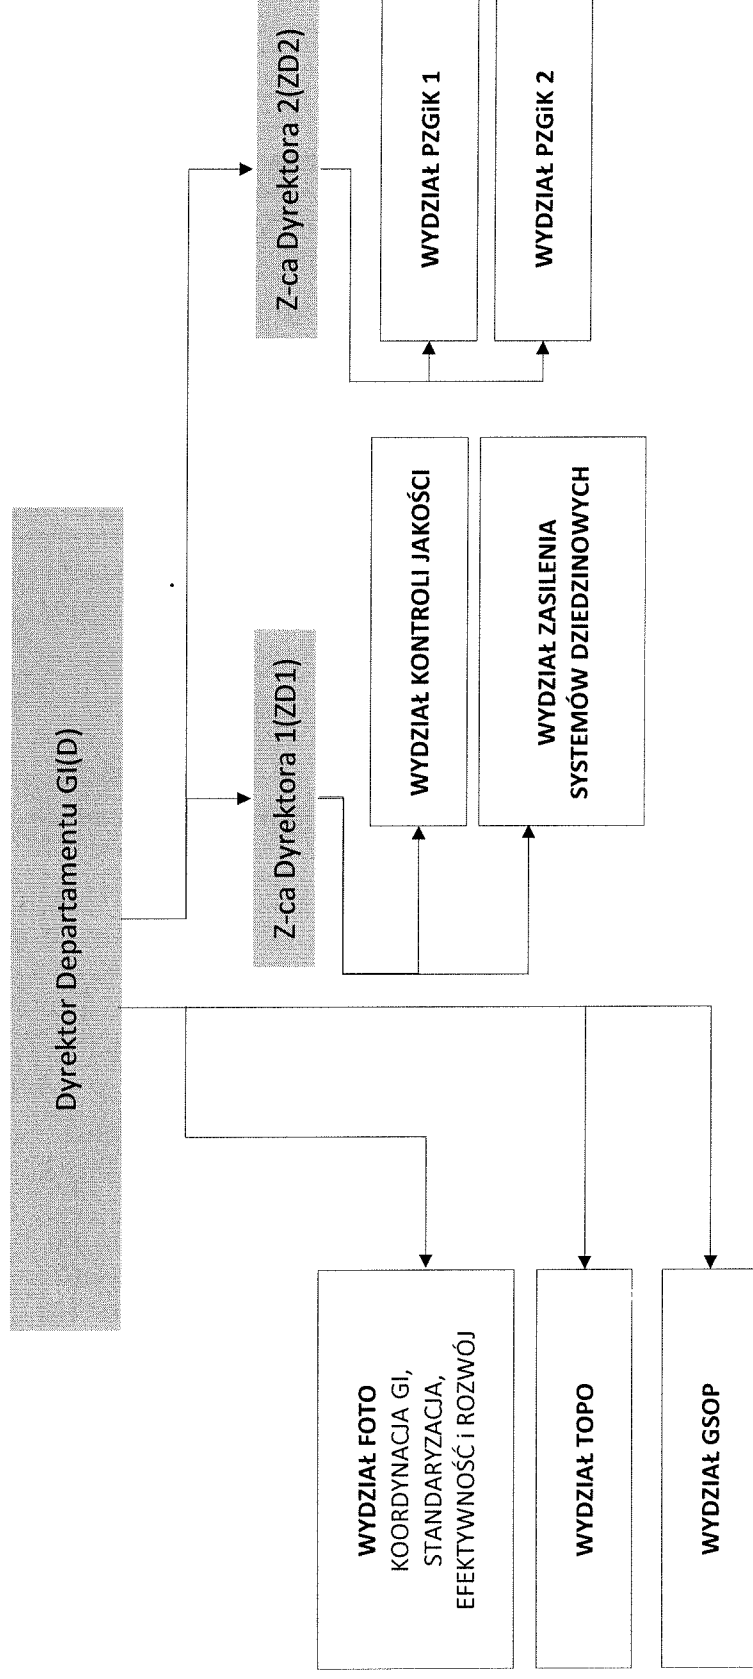 Dyrektor Departamentu GI(D)
Z-ca Dyrektora 1(ZD1)
Z-ca Dyrektora 2(ZD2)
WYDZIAŁ FOTO
KOORDYNACJA GI,
STANDARYZACJA,
EFEKTYWNOŚĆ i ROZWÓJ
WYDZIAŁ TOPO
WYDZIAŁ GSOP
WYDZIAŁ KONTROLI JAKOŚCI
WYDZIAŁ ZASILENIA
SYSTEMÓW DZIEDZINOWYCH
WYDZIAŁ PZGiK 1
WYDZIAŁ PZGiK 2